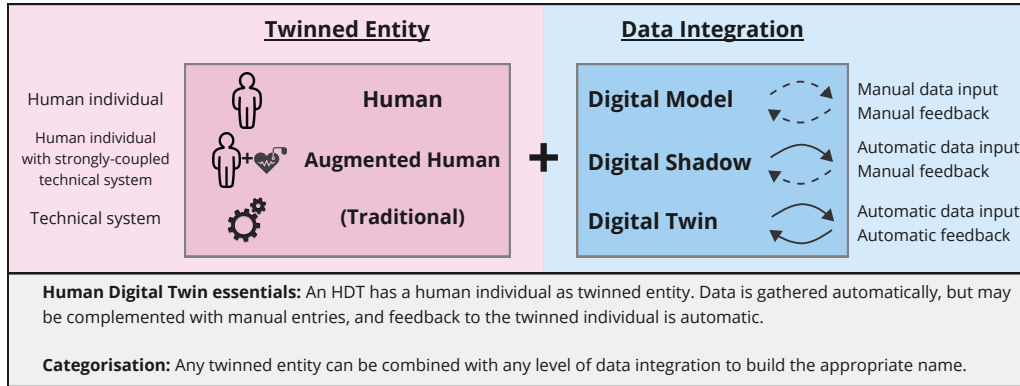 Twinned Entity
Data Integration
Human individual
Human
Human individual
with strongly-coupled
technical system
+
Augmented Human
Technical system
(Traditional)
+
Digital Model
Manual data input
Manual feedback
Digital Shadow
Automatic data input
Manual feedback
Digital Twin
Automatic data input
Automatic feedback
Human Digital Twin essentials: An HDT has a human individual as twinned entity. Data is gathered automatically, but may
be complemented with manual entries, and feedback to the twinned individual is automatic.
Categorisation: Any twinned entity can be combined with any level of data integration to build the appropriate name.